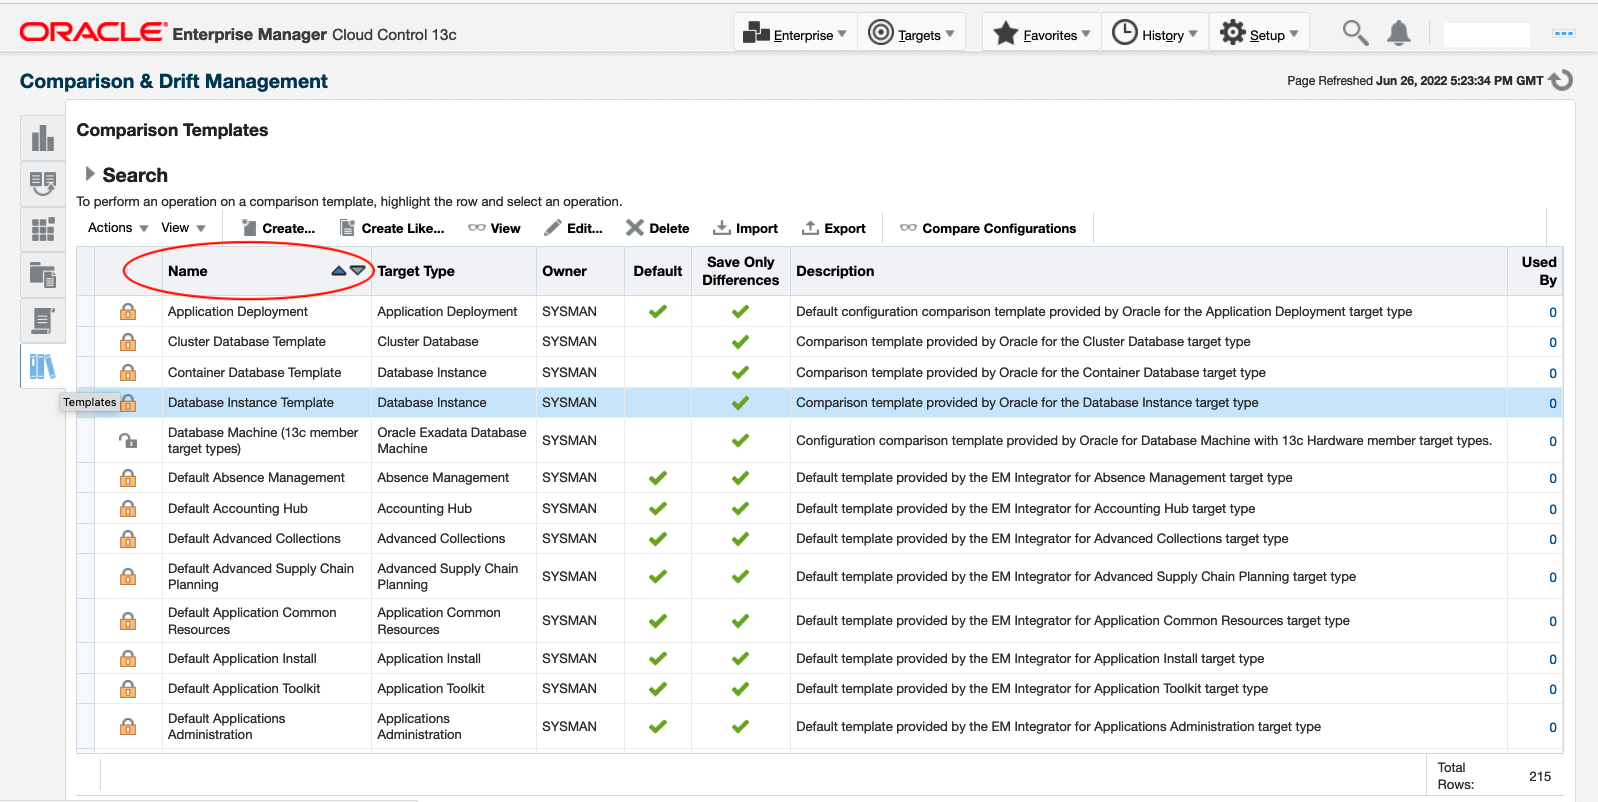 ORACLE Enterprise Manager Cloud Control 13c
Enterprise Targets Favorites History Setup
Comparison & Drift Management
Page Refreshed Jun 26, 2022 5:23:34 PM GMT
Comparison Templates
Search
To perform an operation on a comparison template, highlight the row and select an operation.
Actions View Create... Create Like... View Edit... Delete Import Export Compare Configurations
Name Target Type Owner Default Save Only Differences Description Used By
Application Deployment Application Deployment SYSMAN Default configuration comparison template provided by Oracle for the Application Deployment target type 0
Cluster Database Template Cluster Database SYSMAN Comparison template provided by Oracle for the Cluster Database target type 0
Container Database Template Database Instance SYSMAN Comparison template provided by Oracle for the Container Database target type 0
Templates
Database Instance Template Database Instance SYSMAN Comparison template provided by Oracle for the Database Instance target type 0
Database Machine (13c member target types) Oracle Exadata Database Machine SYSMAN Configuration comparison template provided by Oracle for Database Machine with 13c Hardware member target types. 0
Default Absence Management Absence Management SYSMAN Default template provided by the EM Integrator for Absence Management target type 0
Default Accounting Hub Accounting Hub SYSMAN Default template provided by the EM Integrator for Accounting Hub target type 0
Default Advanced Collections Advanced Collections SYSMAN Default template provided by the EM Integrator for Advanced Collections target type 0
Default Advanced Supply Chain Planning Advanced Supply Chain Planning SYSMAN Default template provided by the EM Integrator for Advanced Supply Chain Planning target type 0
Default Application Common Resources Application Common Resources SYSMAN Default template provided by the EM Integrator for Application Common Resources target type 0
Default Application Install Application Install SYSMAN Default template provided by the EM Integrator for Application Install target type 0
Default Application Toolkit Application Toolkit SYSMAN Default template provided by the EM Integrator for Application Toolkit target type 0
Default Applications Administration Applications Administration SYSMAN Default template provided by the EM Integrator for Applications Administration target type 0
Total Rows: 215